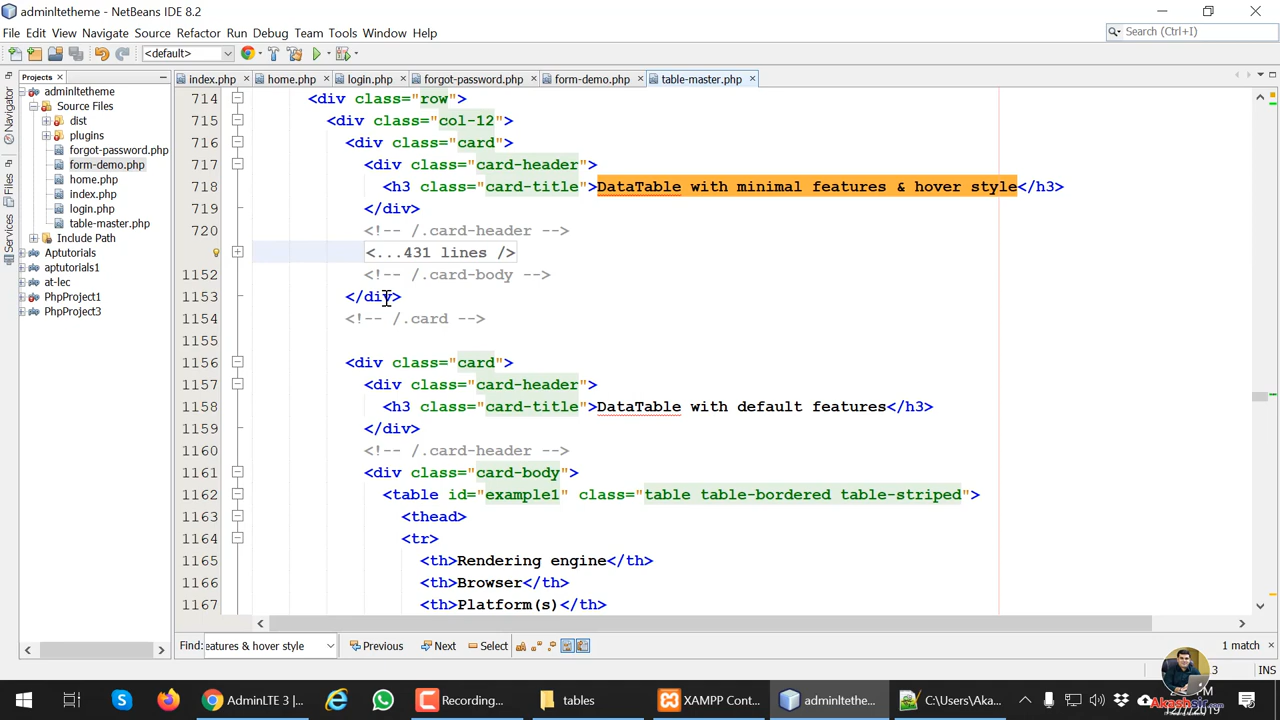 adminltetheme - NetBeans IDE 8.2
File Edit View Navigate Source Refactor Run Debug Team Tools Window Help
Search (Ctrl+I)
<default>
Projects
index.php home.php login.php forgot-password.php form-demo.php table-master.php
Navigator
Files
Services
adminltetheme
Source Files
dist
plugins
forgot-password.php
form-demo.php
home.php
index.php
login.php
table-master.php
Include Path
Aptutorials
aptutorials1
at-lec
PhpProject1
PhpProject3
714 <div class="row">
715 <div class="col-12">
716 <div class="card">
717 <div class="card-header">
718 <h3 class="card-title">DataTable with minimal features & hover style</h3>
719 </div>
720 <!-- /.card-header -->
<...431 lines />
1152 <!-- /.card-body -->
1153 </div>
1154 <!-- /.card -->
1155
1156 <div class="card">
1157 <div class="card-header">
1158 <h3 class="card-title">DataTable with default features</h3>
1159 </div>
1160 <!-- /.card-header -->
1161 <div class="card-body">
1162 <table id="example1" class="table table-bordered table-striped">
1163 <thead>
1164 <tr>
1165 <th>Rendering engine</th>
1166 <th>Browser</th>
1167 <th>Platform(s)</th>
Find: eatures & hover style Previous Next Select 1 match
INS
AdminLTE 3 | ... Recording... tables XAMPP Cont... adminltethe... C:\Users\Aka...
12/7/2019
Akashsir.com